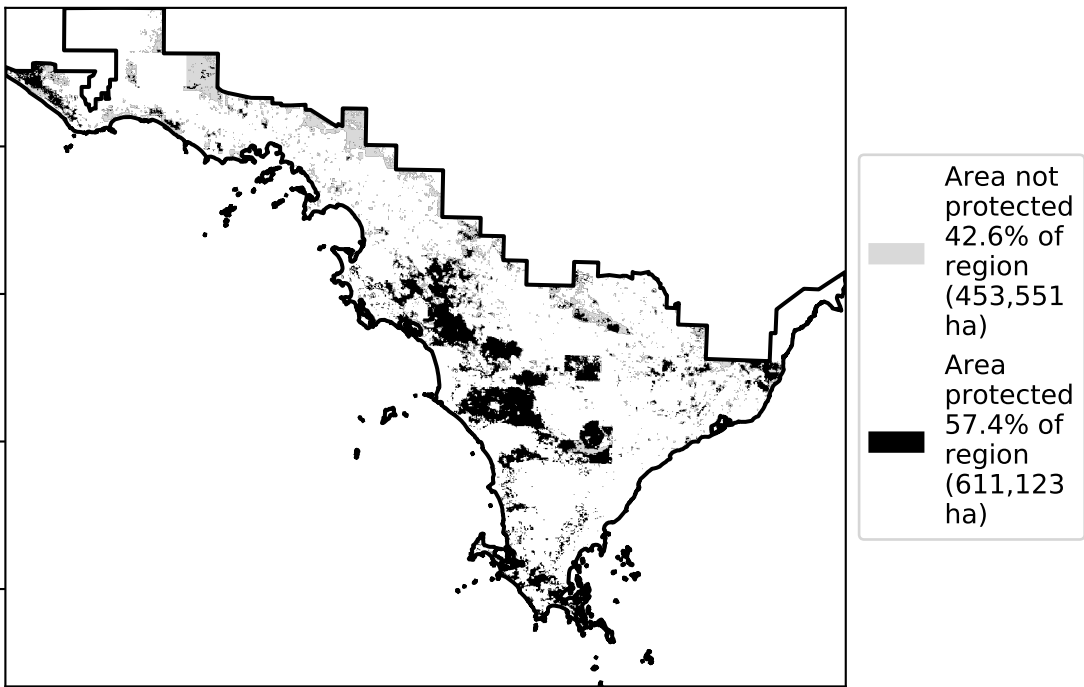 Area not
protected
42.6% of
region
(453,551
ha)
Area
protected
57.4% of
region
(611,123
ha)